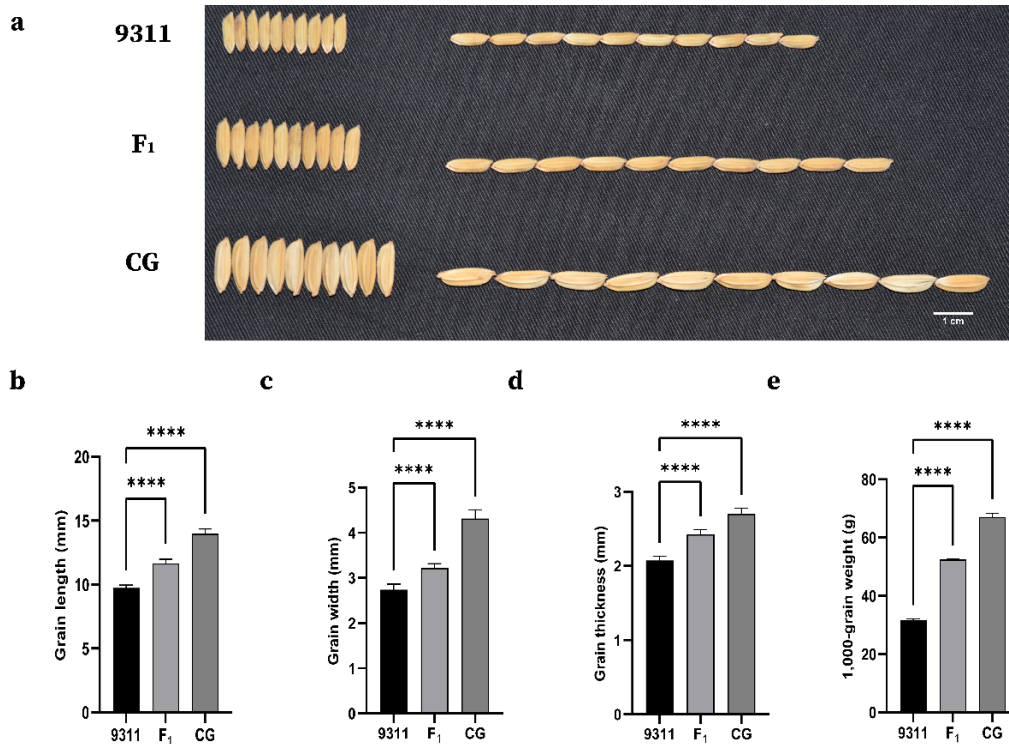 a
9311
F₁
CG
1 cm
b
c
d
e
****
****
20
15
10
5
0
Grain length (mm)
9311 F₁ CG
****
****
5
4
3
2
1
0
Grain width (mm)
9311 F₁ CG
****
****
3
2
1
0
Grain thickness (mm)
9311 F₁ CG
****
****
80
60
40
20
0
1,000-grain weight (g)
9311 F₁ CG